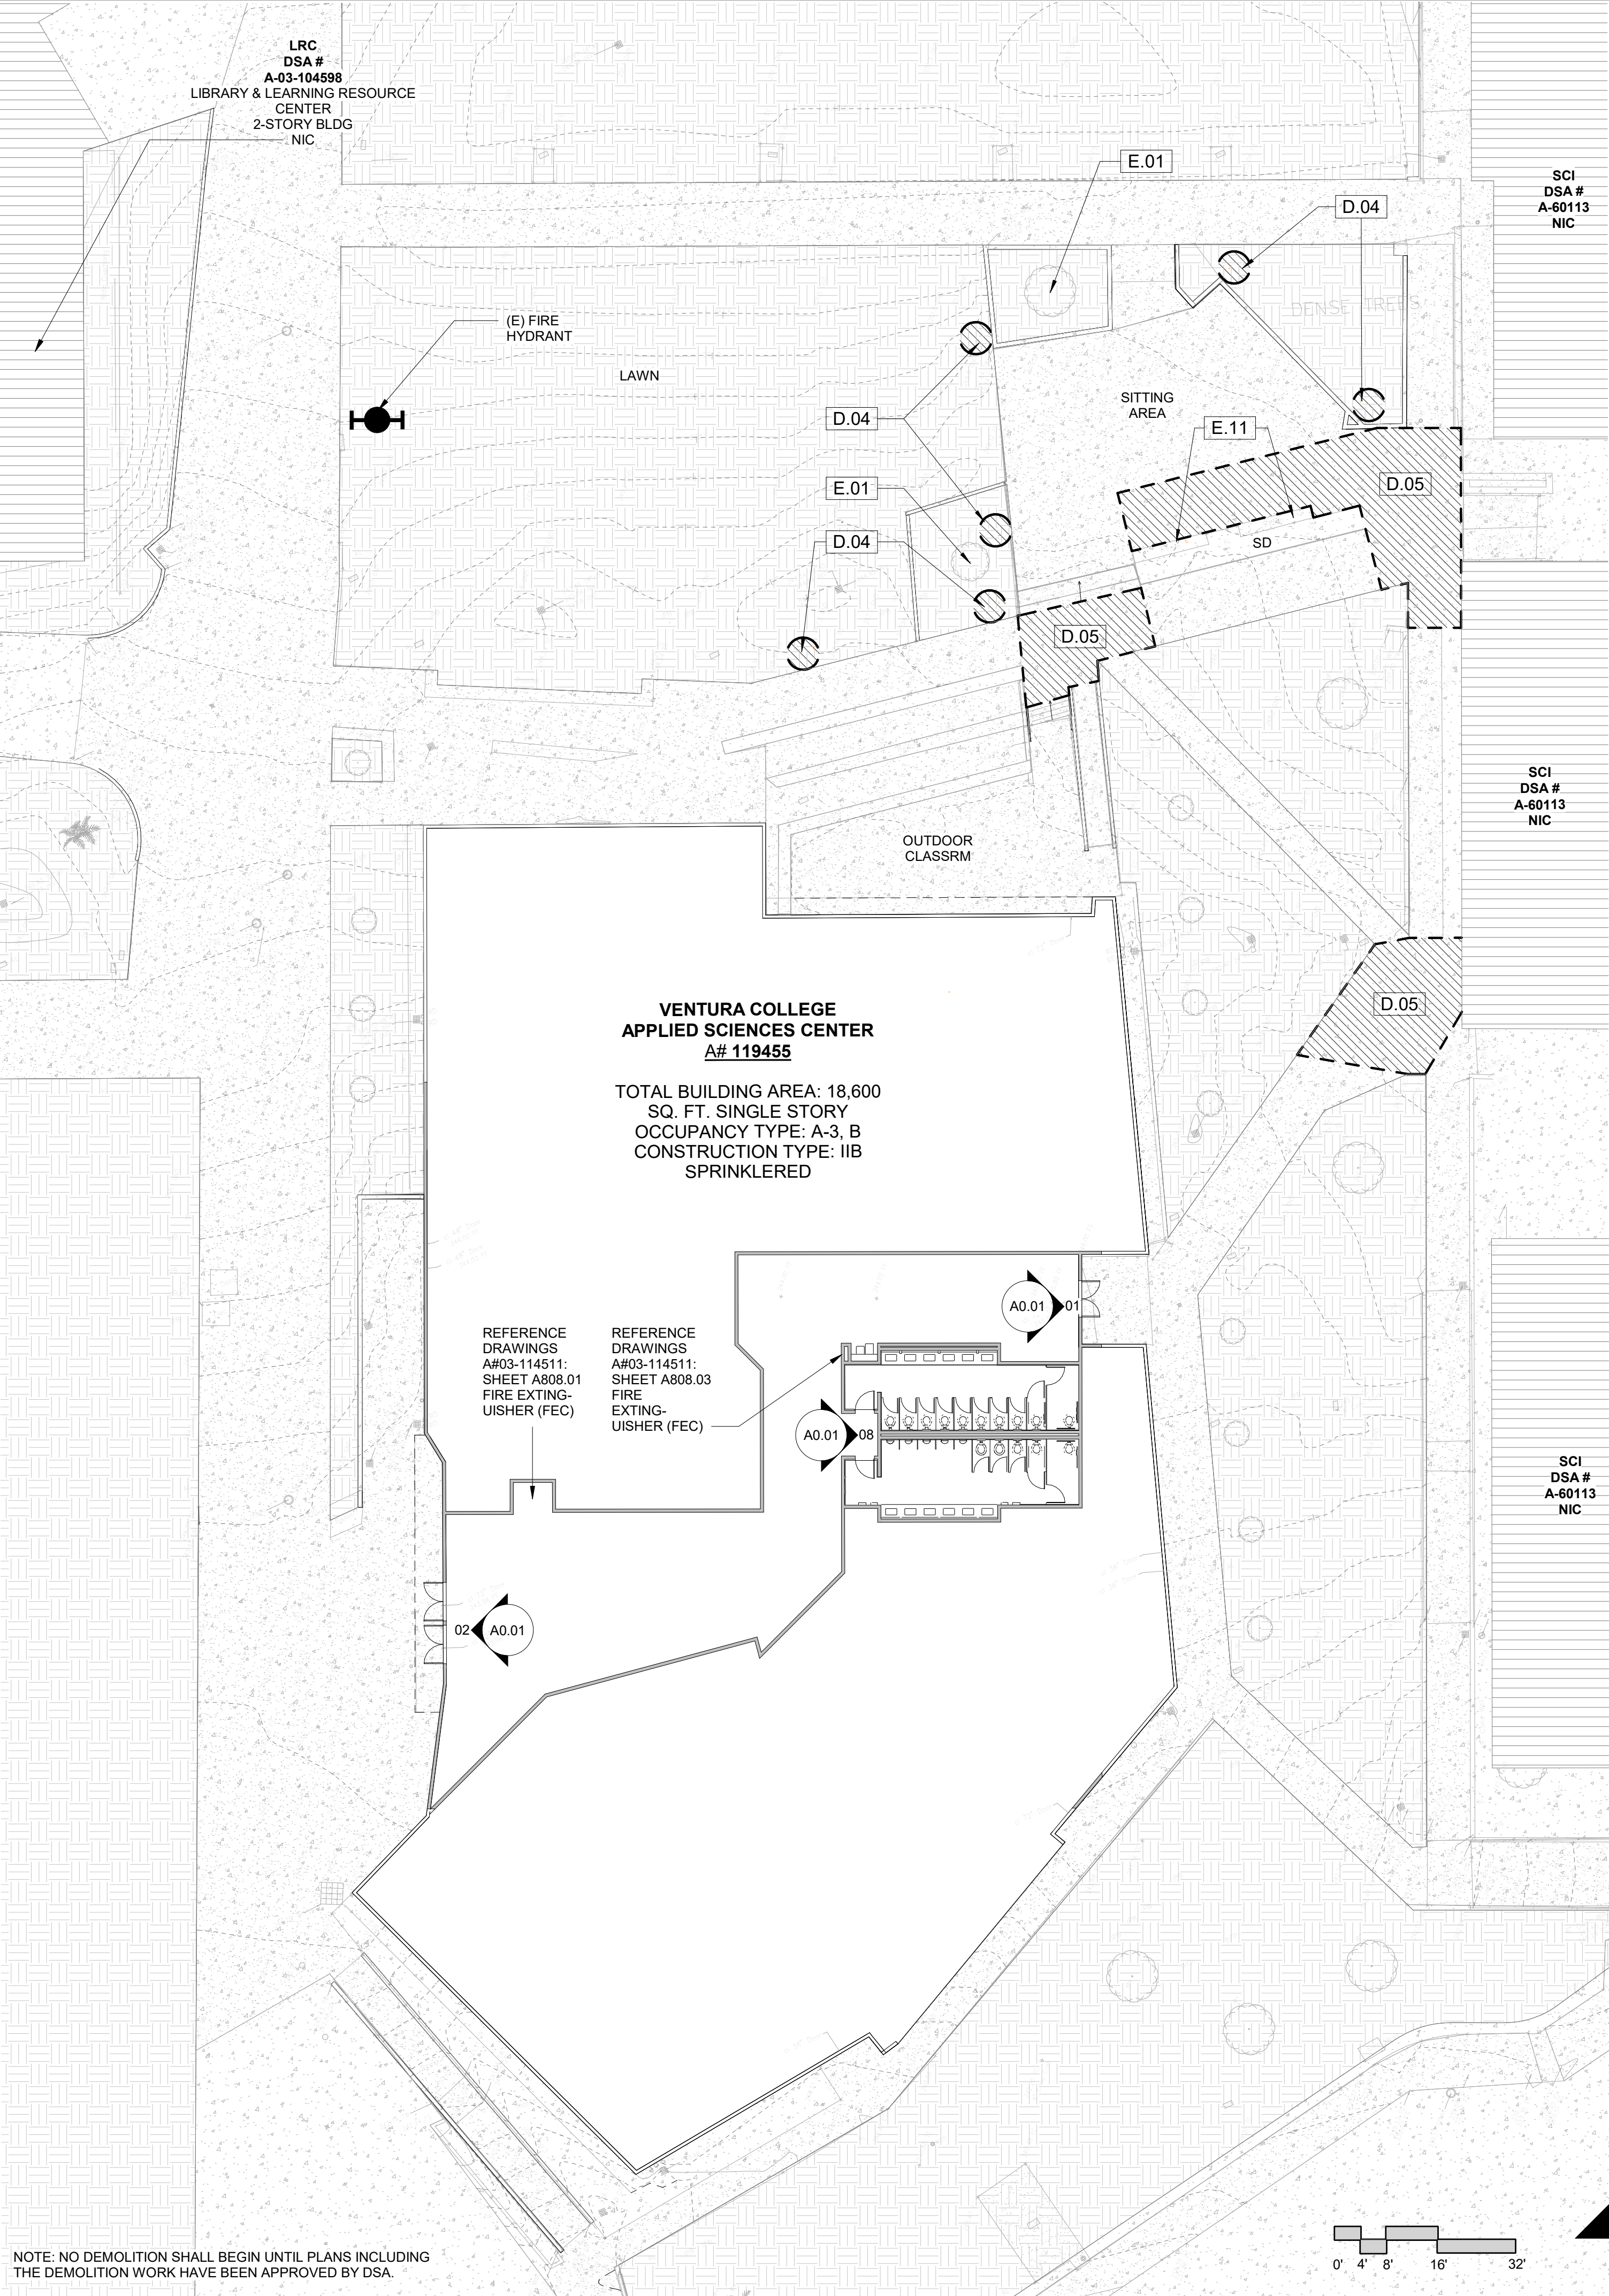 LRC
DSA #
A-03-104598
LIBRARY & LEARNING RESOURCE
CENTER
2-STORY BLDG
NIC
E.01
SCI
DSA #
A-60113
NIC
D.04
DENSE TREES
(E) FIRE
HYDRANT
LAWN
SITTING
AREA
D.04
E.11
D.05
E.01
D.04
SD
D.05
SCI
DSA #
A-60113
NIC
OUTDOOR
CLASSRM
D.05
VENTURA COLLEGE
APPLIED SCIENCES CENTER
A# 119455
TOTAL BUILDING AREA: 18,600
SQ. FT. SINGLE STORY
OCCUPANCY TYPE: A-3, B
CONSTRUCTION TYPE: IIB
SPRINKLERED
A0.01 01
REFERENCE
DRAWINGS
A#03-114511:
SHEET A808.01
FIRE EXTING-
UISHER (FEC)
REFERENCE
DRAWINGS
A#03-114511:
SHEET A808.03
FIRE
EXTING-
UISHER (FEC)
A0.01 08
SCI
DSA #
A-60113
NIC
02 A0.01
NOTE: NO DEMOLITION SHALL BEGIN UNTIL PLANS INCLUDING
THE DEMOLITION WORK HAVE BEEN APPROVED BY DSA.
0' 4' 8' 16' 32'